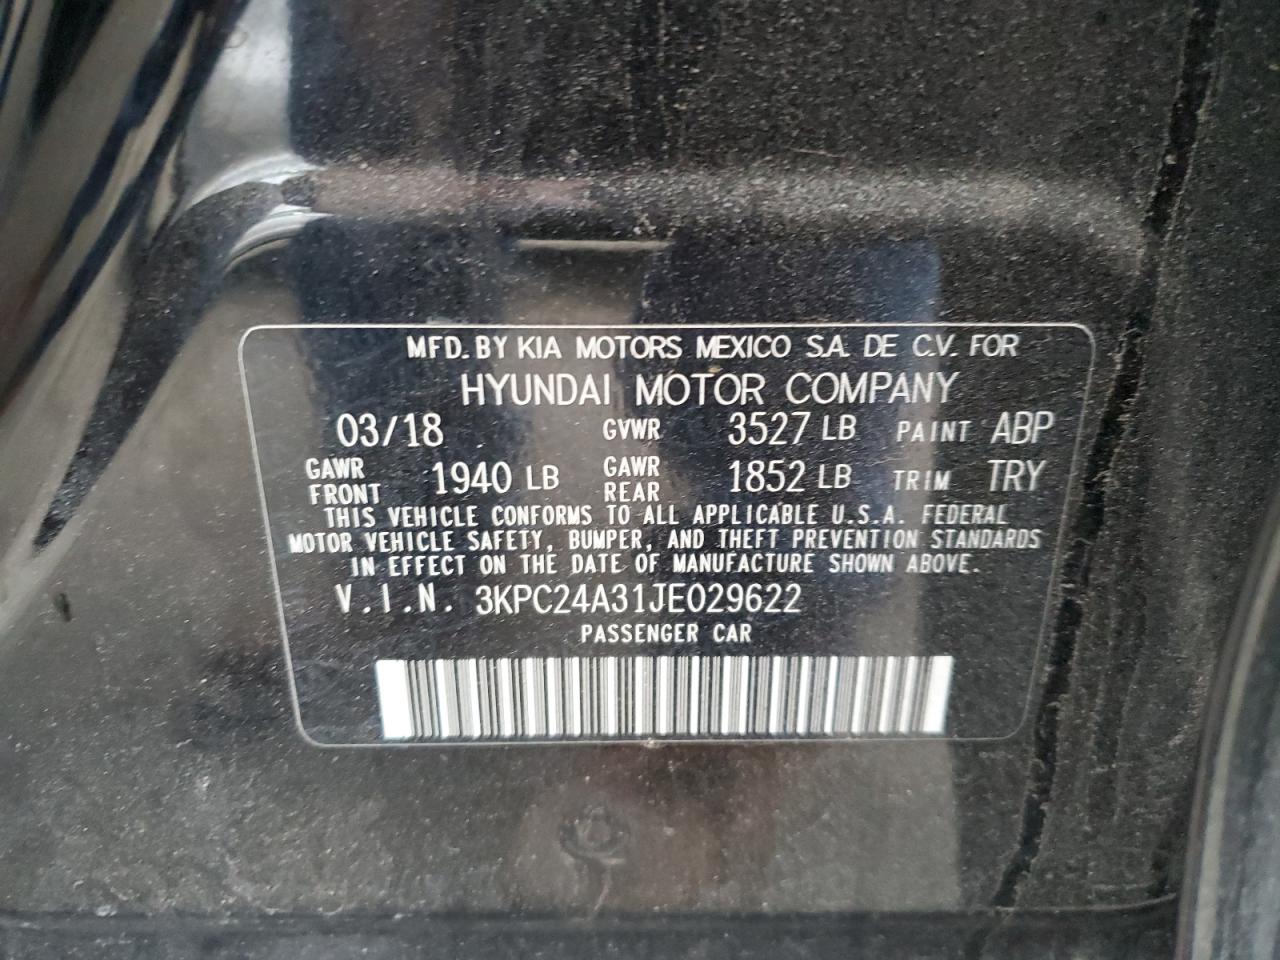 MFD. BY KIA MOTORS MEXICO S.A. DE C.V. FOR
HYUNDAI MOTOR COMPANY
03/18 GVWR 3527 LB PAINT ABP
GAWR FRONT 1940 LB GAWR REAR 1852 LB TRIM TRY
THIS VEHICLE CONFORMS TO ALL APPLICABLE U.S.A. FEDERAL
MOTOR VEHICLE SAFETY, BUMPER, AND THEFT PREVENTION STANDARDS
IN EFFECT ON THE DATE OF MANUFACTURE SHOWN ABOVE.
V.I.N. 3KPC24A31JE029622
PASSENGER CAR